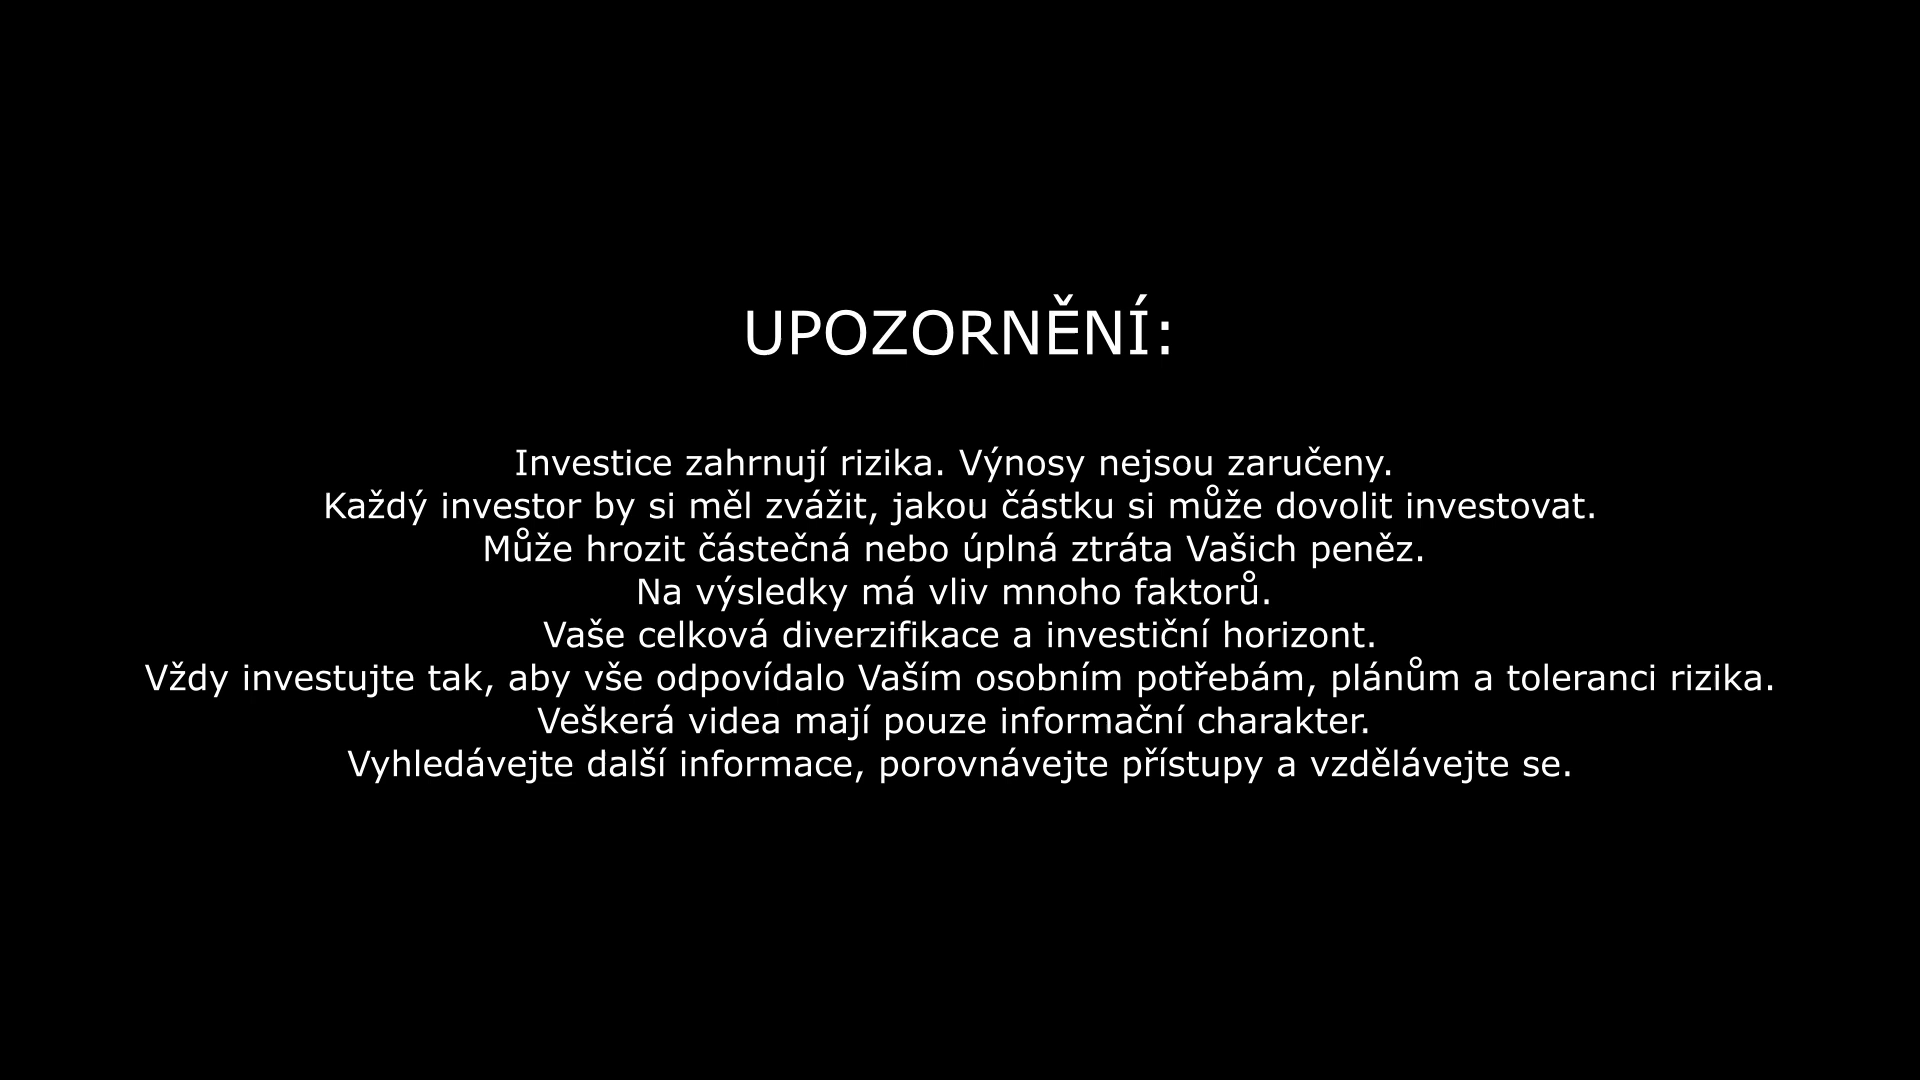 UPOZORNĚNÍ:
Investice zahrnují rizika. Výnosy nejsou zaručeny.
Každý investor by si měl zvážit, jakou částku si může dovolit investovat.
Může hrozit částečná nebo úplná ztráta Vašich peněz.
Na výsledky má vliv mnoho faktorů.
Vaše celková diverzifikace a investiční horizont.
Vždy investujte tak, aby vše odpovídalo Vaším osobním potřebám, plánům a toleranci rizika.
Veškerá videa mají pouze informační charakter.
Vyhledávejte další informace, porovnávejte přístupy a vzdělávejte se.